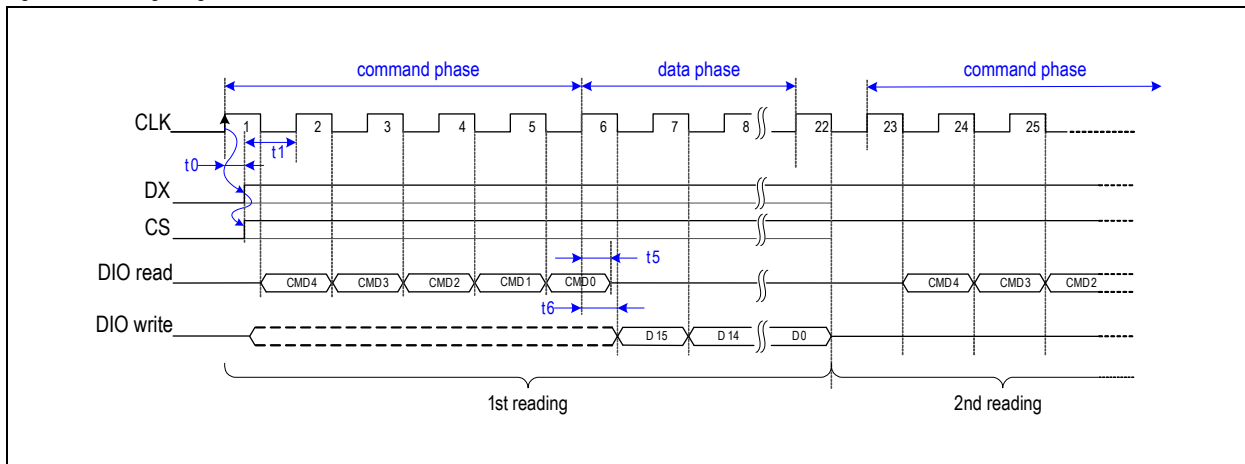 command phase data phase command phase
CLK 1 2 3 4 5 6 7 8 22 23 24 25
t1
t0
DX
CS
t5
DIO read CMD4 CMD3 CMD2 CMD1 CMD0 CMD4 CMD3 CMD2
t6
DIO write D15 D14 D0
1st reading 2nd reading